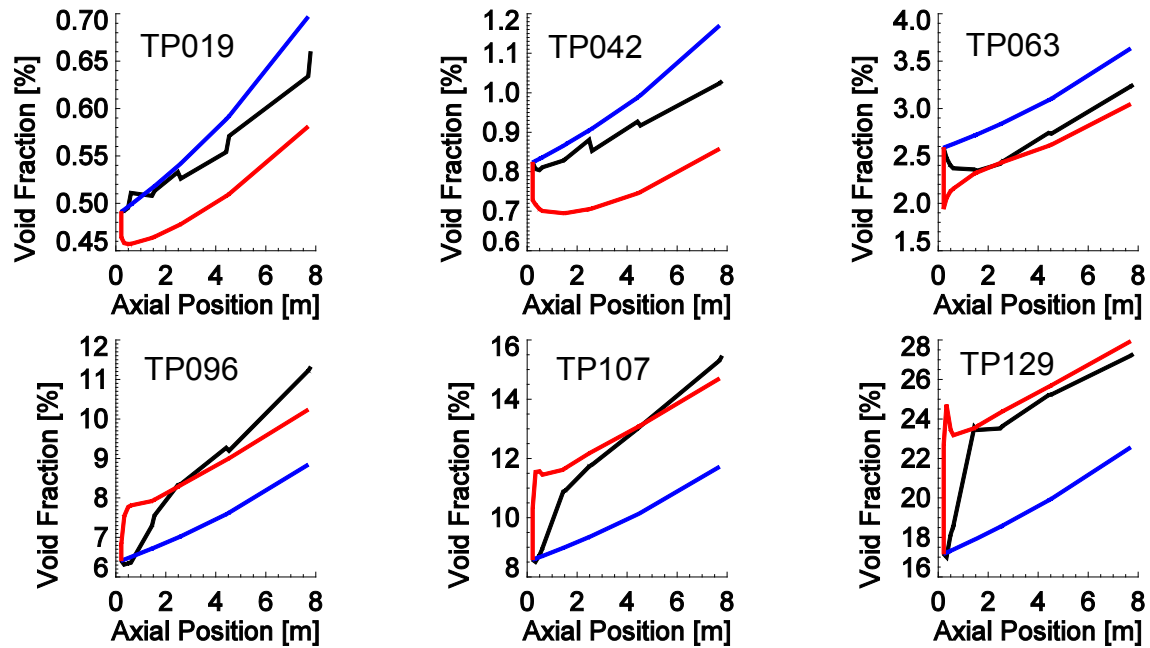 TP019
Void Fraction [%]
0.70
0.65
0.60
0.55
0.50
0.45
0 2 4 6 8
Axial Position [m]
TP042
Void Fraction [%]
1.2
1.0
0.9
0.8
0.7
0.6
0 2 4 6 8
Axial Position [m]
TP063
Void Fraction [%]
4.0
3.5
3.0
2.5
2.0
1.5
0 2 4 6 8
Axial Position [m]
TP096
Void Fraction [%]
12
11
10
9
8
7
6
0 2 4 6 8
Axial Position [m]
TP107
Void Fraction [%]
16
14
12
10
8
0 2 4 6 8
Axial Position [m]
TP129
Void Fraction [%]
28
26
24
22
20
18
16
0 2 4 6 8
Axial Position [m]